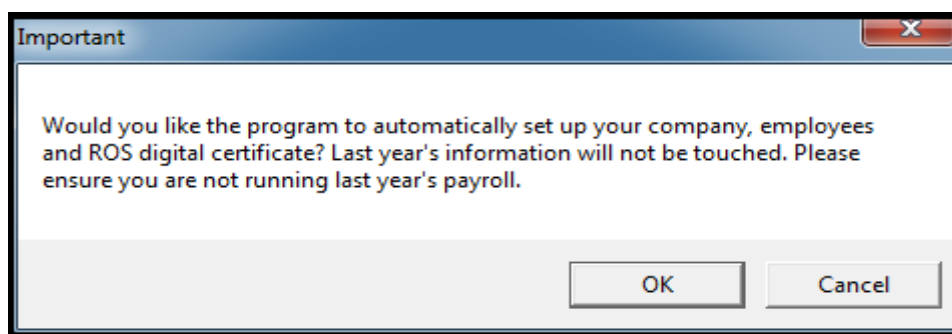 Important
Would you like the program to automatically set up your company, employees
and ROS digital certificate? Last year's information will not be touched. Please
ensure you are not running last year's payroll.
OK
Cancel